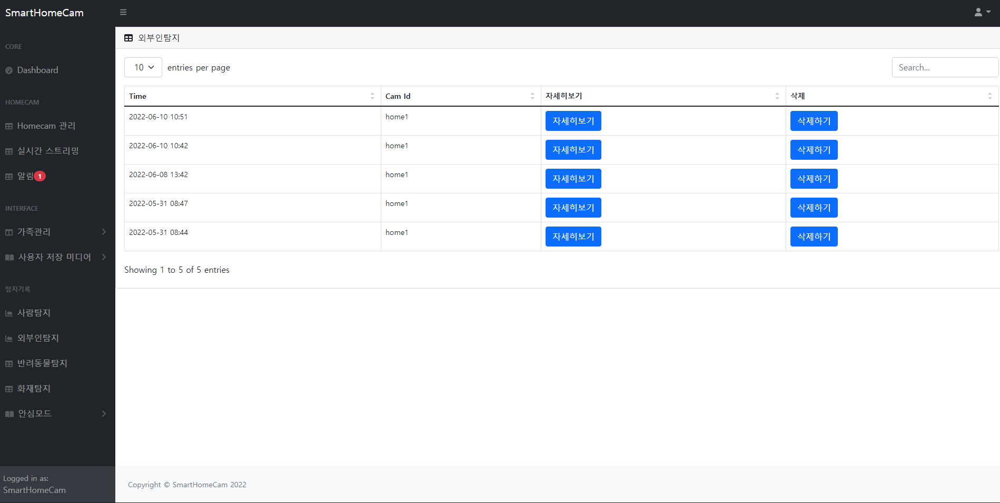 SmartHomeCam
CORE
Dashboard
HOMECAM
Homecam 관리
실시간 스트리밍
알림 1
INTERFACE
가족관리
사용자 저장 미디어
탐지기록
사람탐지
외부인탐지
반려동물탐지
화재탐지
안심모드
Logged in as:
SmartHomeCam
외부인탐지
10 entries per page
Search...
Time Cam Id 자세히보기 삭제
2022-06-10 10:51 home1 자세히보기 삭제하기
2022-06-10 10:42 home1 자세히보기 삭제하기
2022-06-08 13:42 home1 자세히보기 삭제하기
2022-05-31 08:47 home1 자세히보기 삭제하기
2022-05-31 08:44 home1 자세히보기 삭제하기
Showing 1 to 5 of 5 entries
Copyright © SmartHomeCam 2022